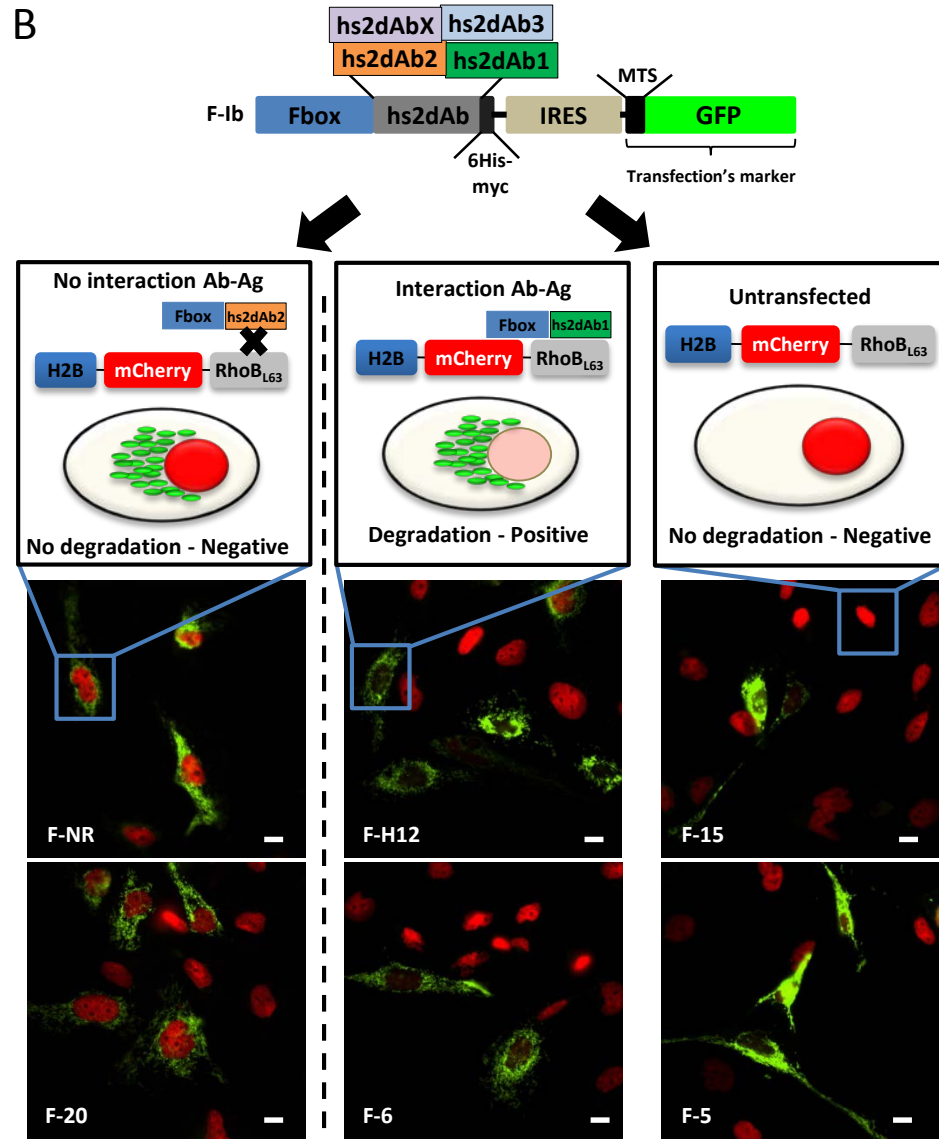 B
hs2dAbX hs2dAb3
hs2dAb2 hs2dAb1
MTS
F-Ib Fbox hs2dAb IRES GFP
6His-
myc
Transfection's marker
No interaction Ab-Ag
Fbox hs2dAb2
H2B mCherry RhoBL63
No degradation - Negative
Interaction Ab-Ag
Fbox hs2dAb1
H2B mCherry RhoBL63
Degradation - Positive
Untransfected
H2B mCherry RhoBL63
No degradation - Negative
F-NR
F-H12
F-15
F-20
F-6
F-5